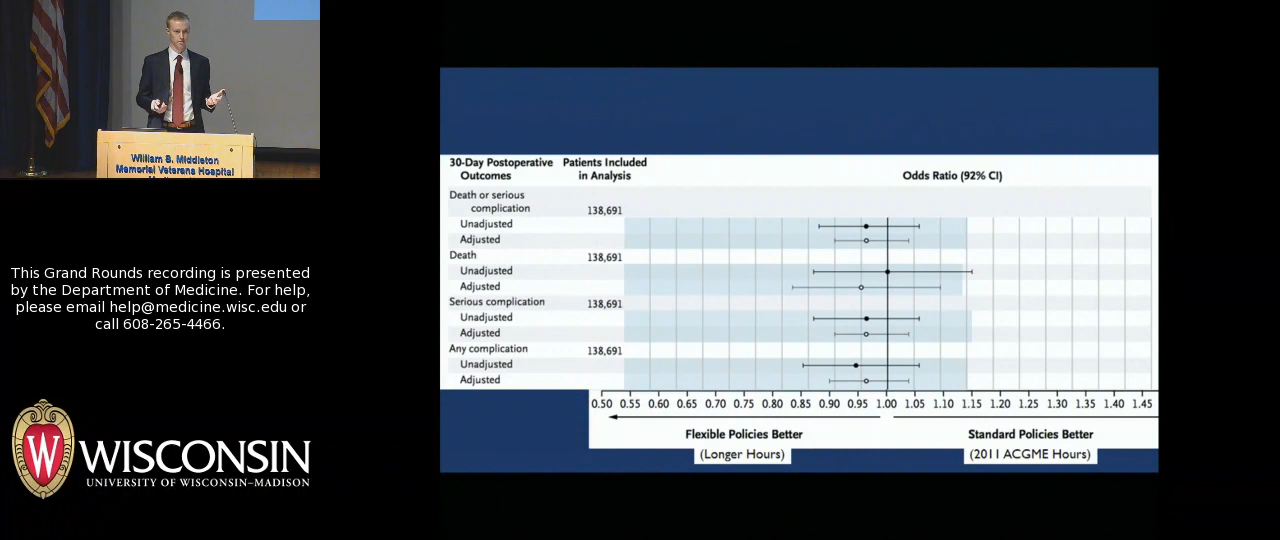 William S. Middleton
Memorial Veterans Hospital
This Grand Rounds recording is presented
by the Department of Medicine. For help,
please email help@medicine.wisc.edu or
call 608-265-4466.
WISCONSIN
UNIVERSITY OF WISCONSIN–MADISON
30-Day Postoperative Outcomes
Patients Included in Analysis
Odds Ratio (92% CI)
Death or serious
complication 138,691
Unadjusted
Adjusted
Death 138,691
Unadjusted
Adjusted
Serious complication 138,691
Unadjusted
Adjusted
Any complication 138,691
Unadjusted
Adjusted
0.50 0.55 0.60 0.65 0.70 0.75 0.80 0.85 0.90 0.95 1.00 1.05 1.10 1.15 1.20 1.25 1.30 1.35 1.40 1.45
Flexible Policies Better Standard Policies Better
(Longer Hours) (2011 ACGME Hours)